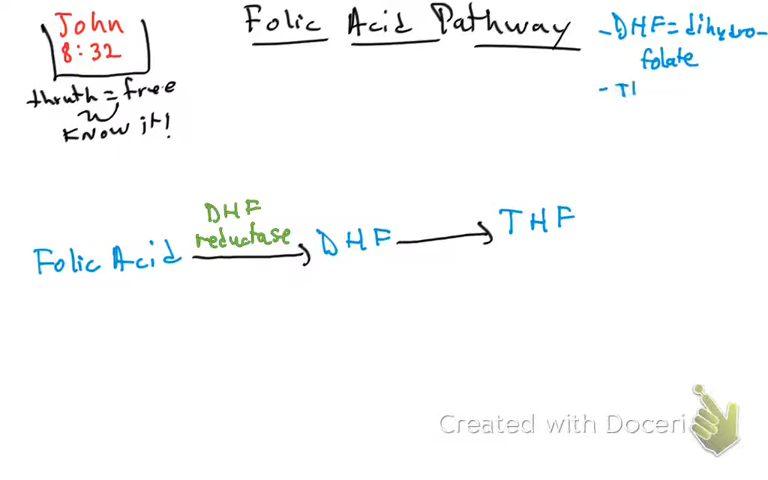 John
8:32
thruth = free
know it!
Folic Acid Pathway
- DHF = dihydro-
folate
- TH
DHF
reductase
Folic Acid → DHF → THF
Created with Doceri